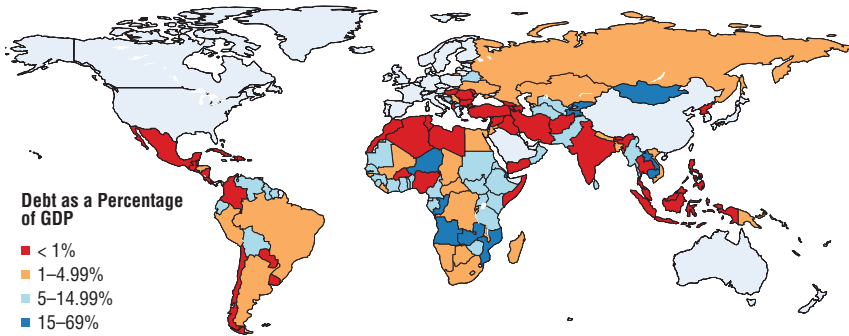 Debt as a Percentage
of GDP
< 1%
1–4.99%
5–14.99%
15–69%